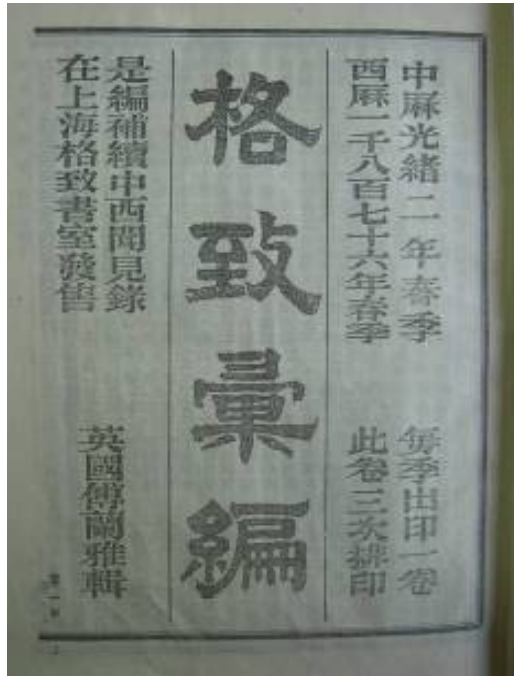 中厤光緒二年春季
西厤一千八百七十六年春季
每季出印一卷
此卷三次排印
格致彙編
是編補續中西聞見錄
在上海格致書室發售
英國傅蘭雅輯